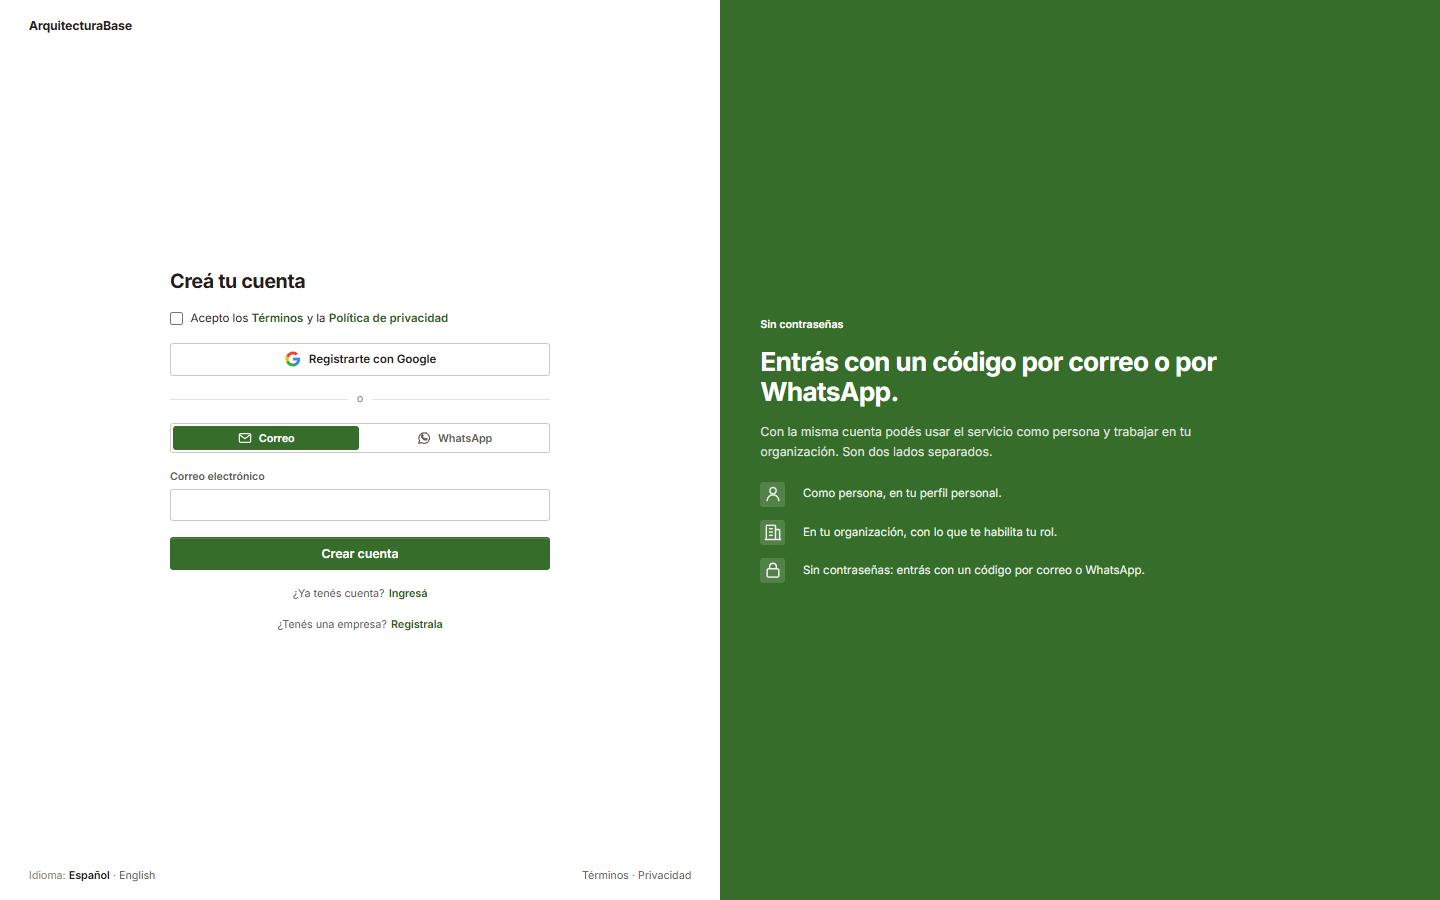 ArquitecturaBase
Creá tu cuenta
Acepto los Términos y la Política de privacidad
Registrarte con Google
o
Correo
WhatsApp
Correo electrónico
Crear cuenta
¿Ya tenés cuenta? Ingresá
¿Tenés una empresa? Registrala
Idioma: Español · English
Términos · Privacidad
Sin contraseñas
Entrás con un código por correo o por
WhatsApp.
Con la misma cuenta podés usar el servicio como persona y trabajar en tu
organización. Son dos lados separados.
Como persona, en tu perfil personal.
En tu organización, con lo que te habilita tu rol.
Sin contraseñas: entrás con un código por correo o WhatsApp.